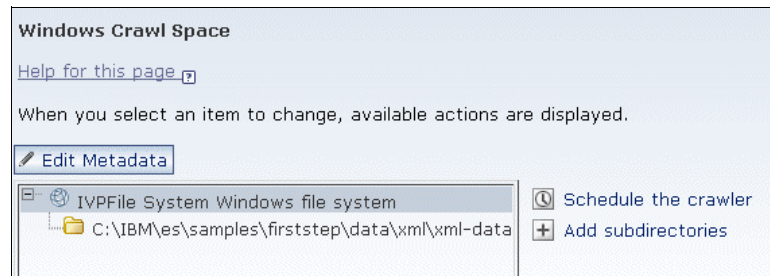 Windows Crawl Space
Help for this page ?
When you select an item to change, available actions are displayed.
Edit Metadata
IVPFile System Windows file system
C:\IBM\es\samples\firststep\data\xml\xml-data
Schedule the crawler
Add subdirectories